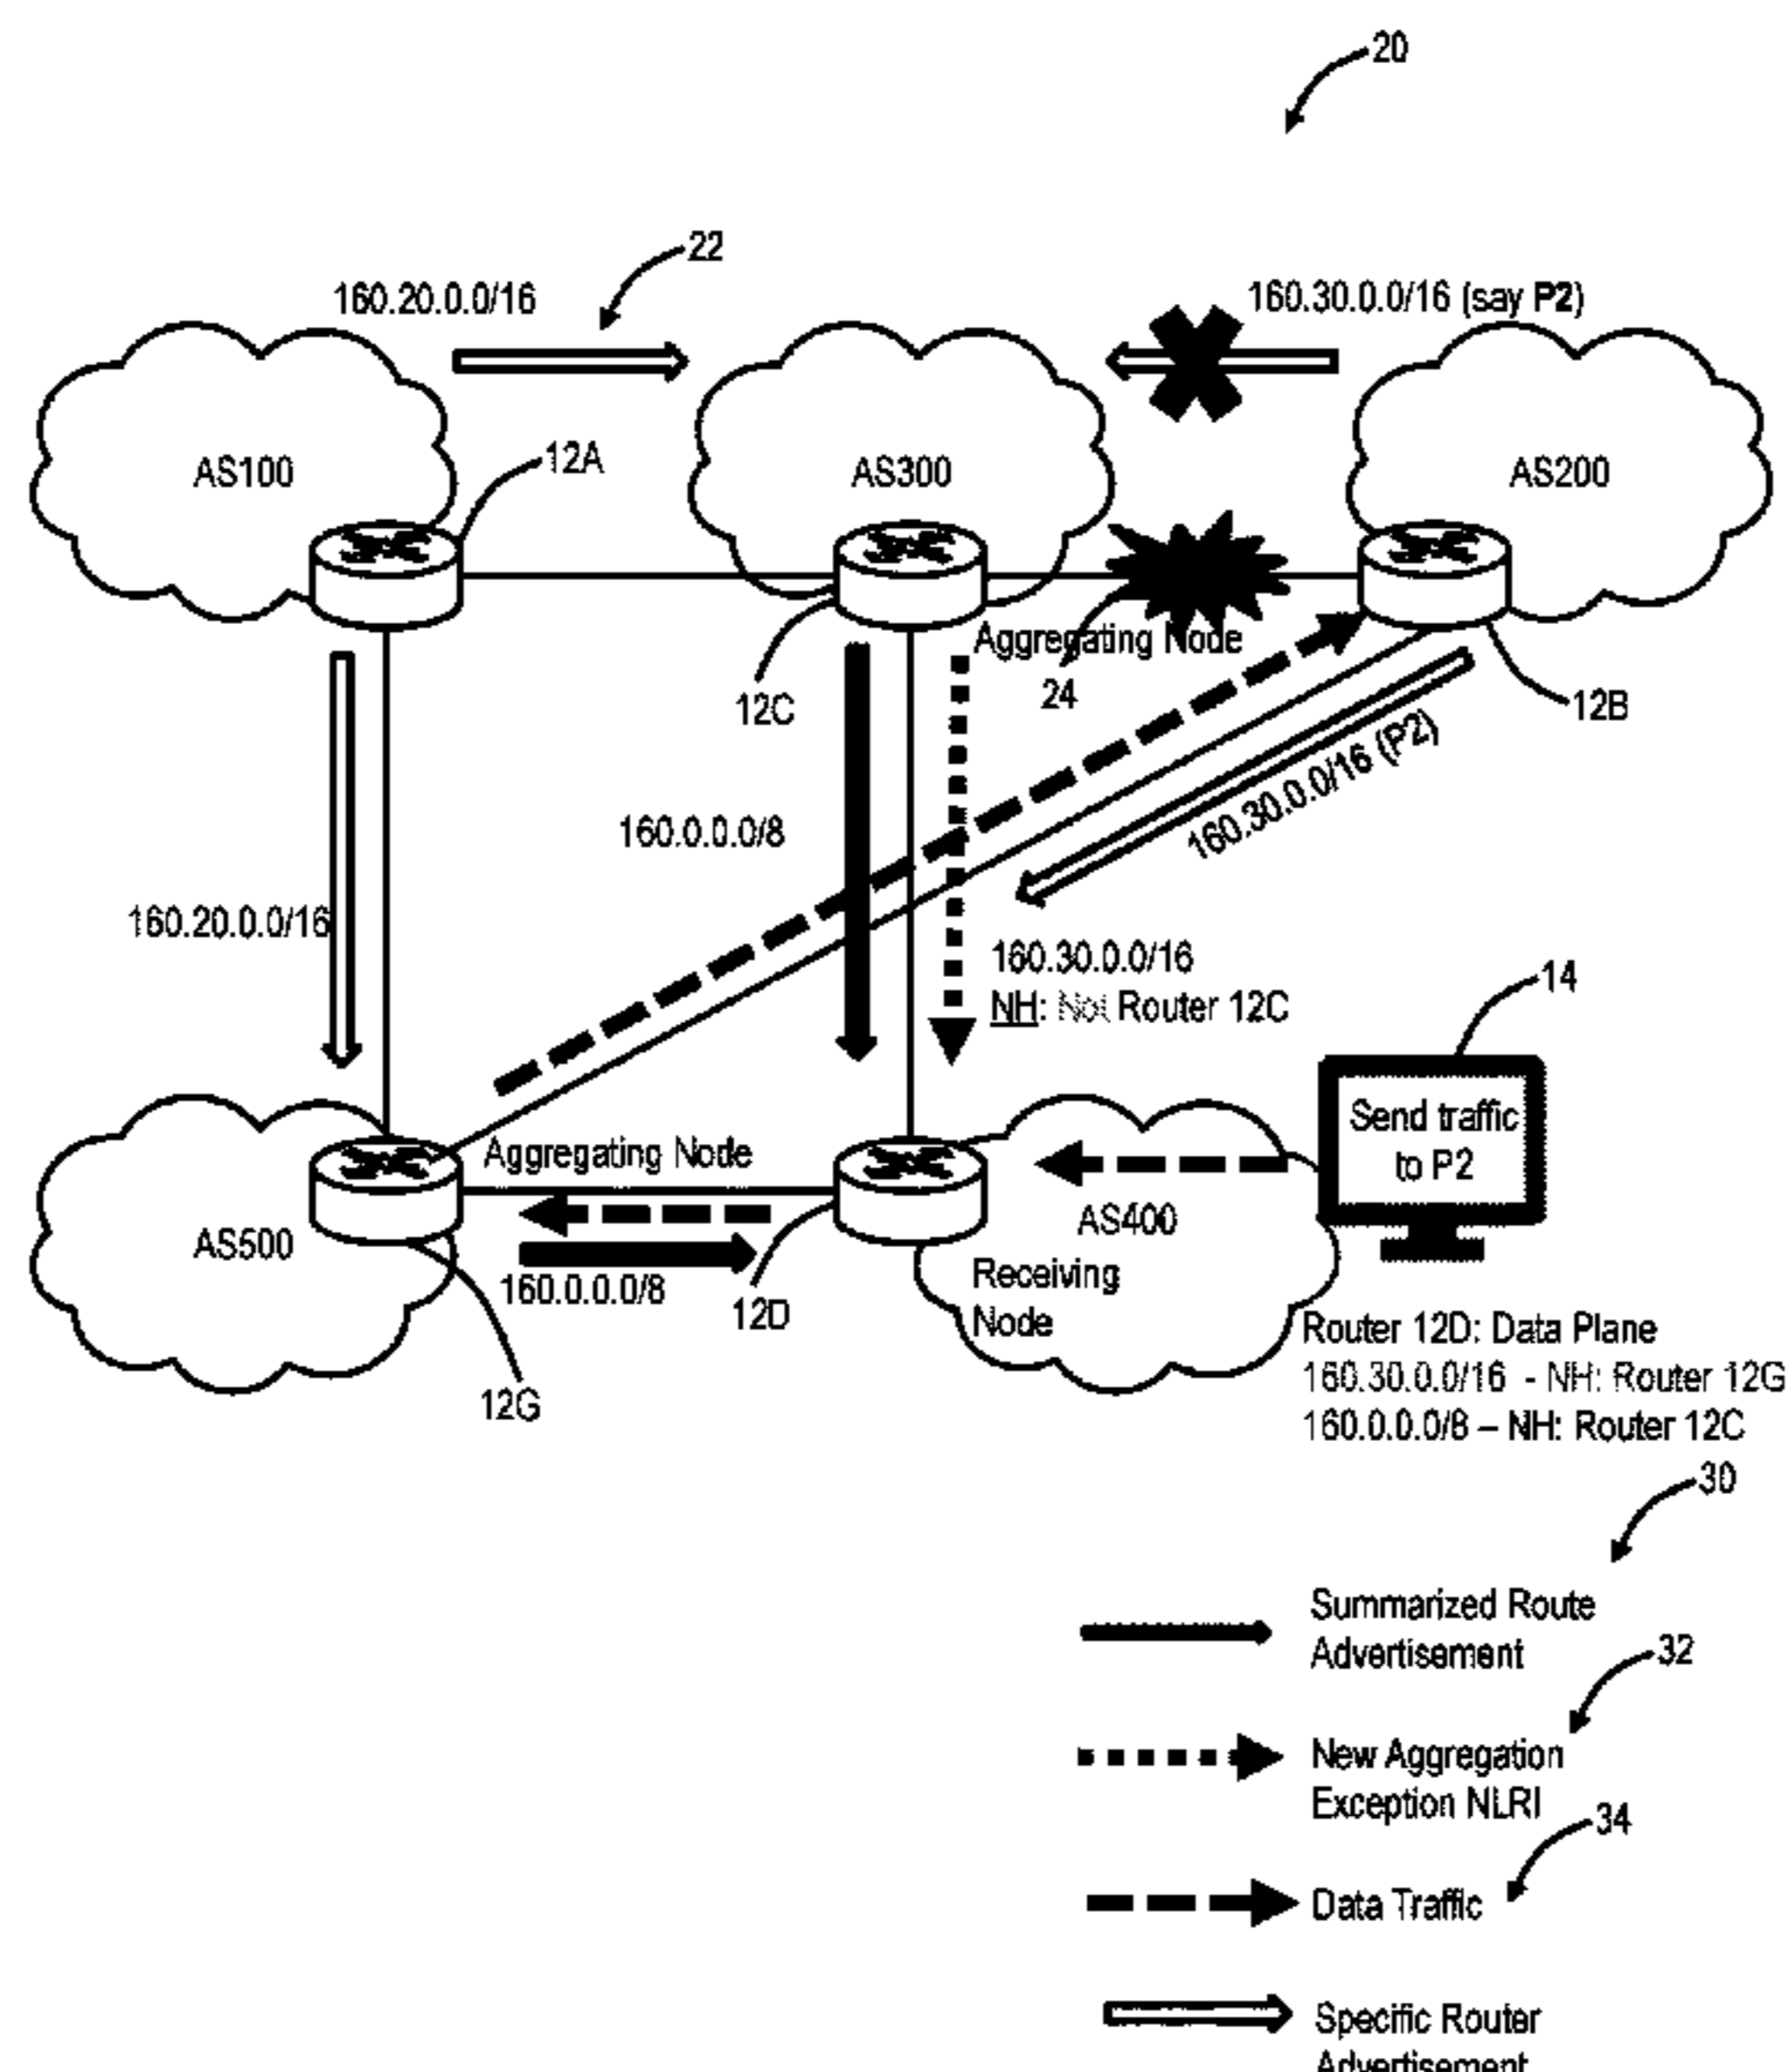 20
22
160.20.0.0/16
160.30.0.0/16 (say P2)
AS100
12A
AS300
AS200
Aggregating Node
12C
24
12B
160.30.0.0/16 (P2)
160.0.0.0/8
160.20.0.0/16
160.30.0.0/16
NH: Not Router 12C
14
Send traffic
to P2
Aggregating Node
AS400
AS500
160.0.0.0/8
12D
Receiving
Node
12G
Router 12D: Data Plane
160.30.0.0/16 - NH: Router 12G
160.0.0.0/8 – NH: Router 12C
30
Summarized Route
Advertisement
32
New Aggregation
Exception NLRI
34
Data Traffic
Specific Router
Advertisement